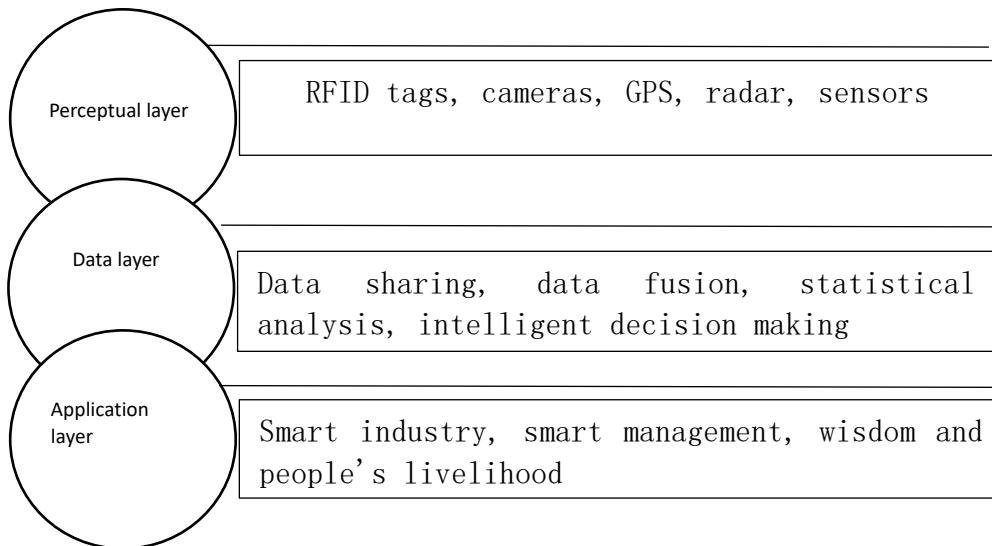 Perceptual layer
RFID tags, cameras, GPS, radar, sensors
Data layer
Data sharing, data fusion, statistical
analysis, intelligent decision making
Application
layer
Smart industry, smart management, wisdom and
people's livelihood